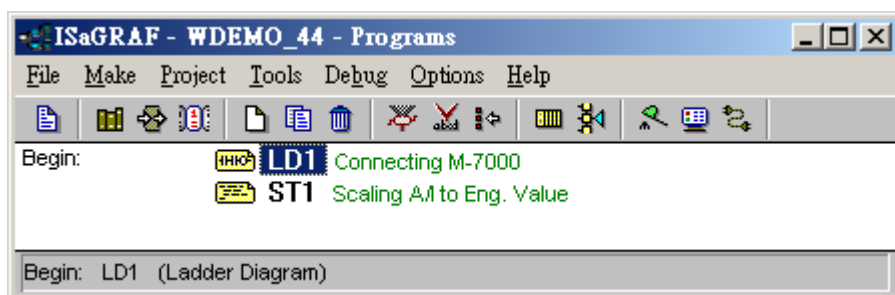 ISaGRAF - WDEMO_44 - Programs
File Make Project Tools Debug Options Help
Begin: LD1 Connecting M-7000
ST1 Scaling A/I to Eng. Value
Begin: LD1 (Ladder Diagram)